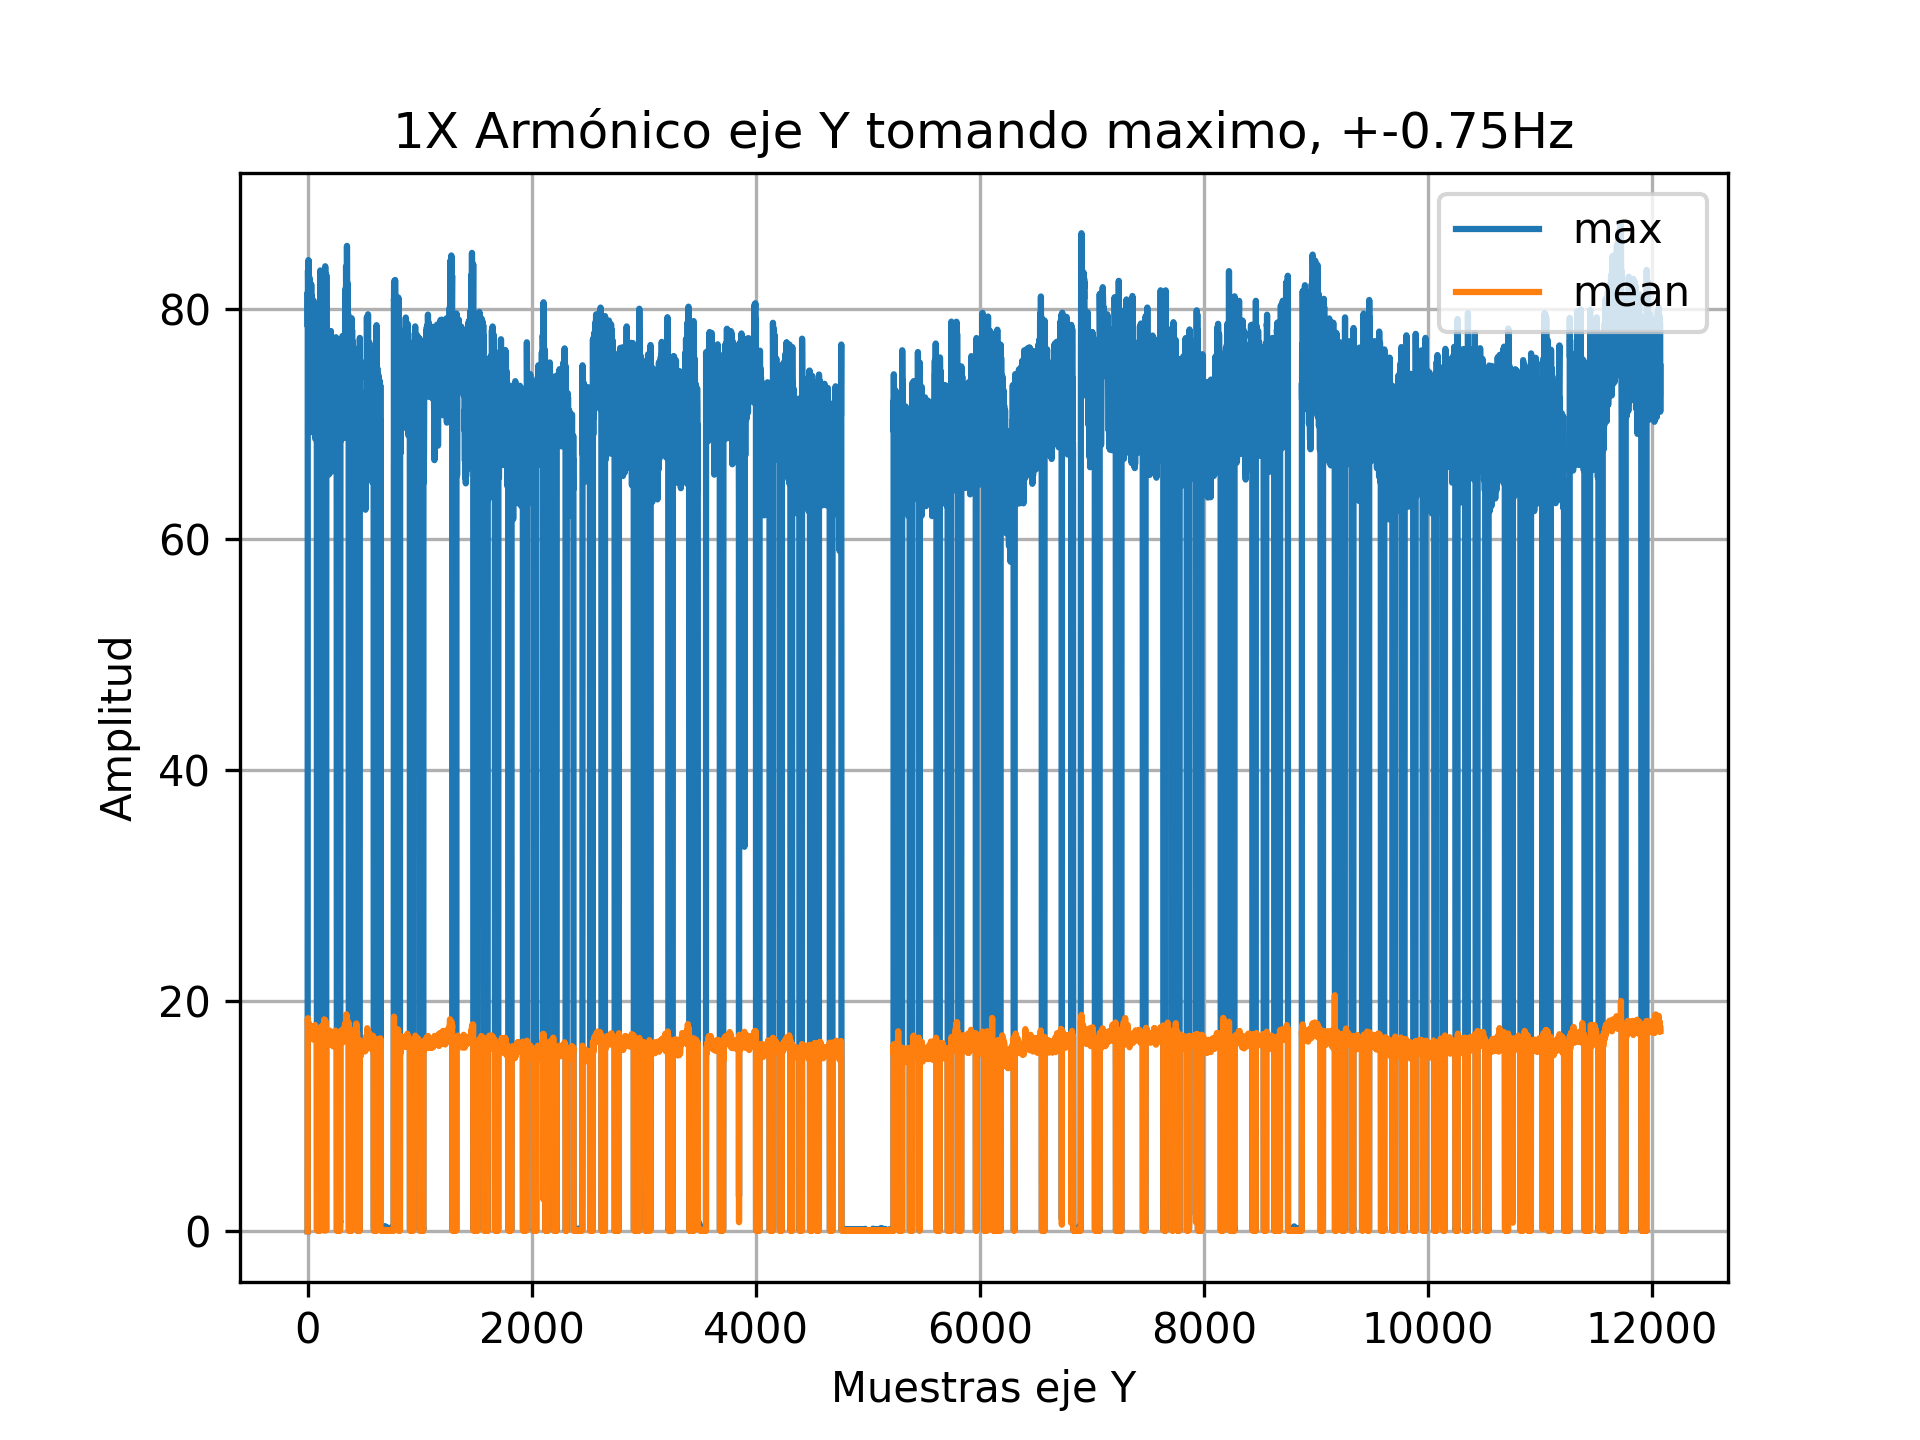 1X Armónico eje Y tomando maximo, +-0.75Hz
max
mean
80
60
40
20
0
Amplitud
0 2000 4000 6000 8000 10000 12000
Muestras eje Y